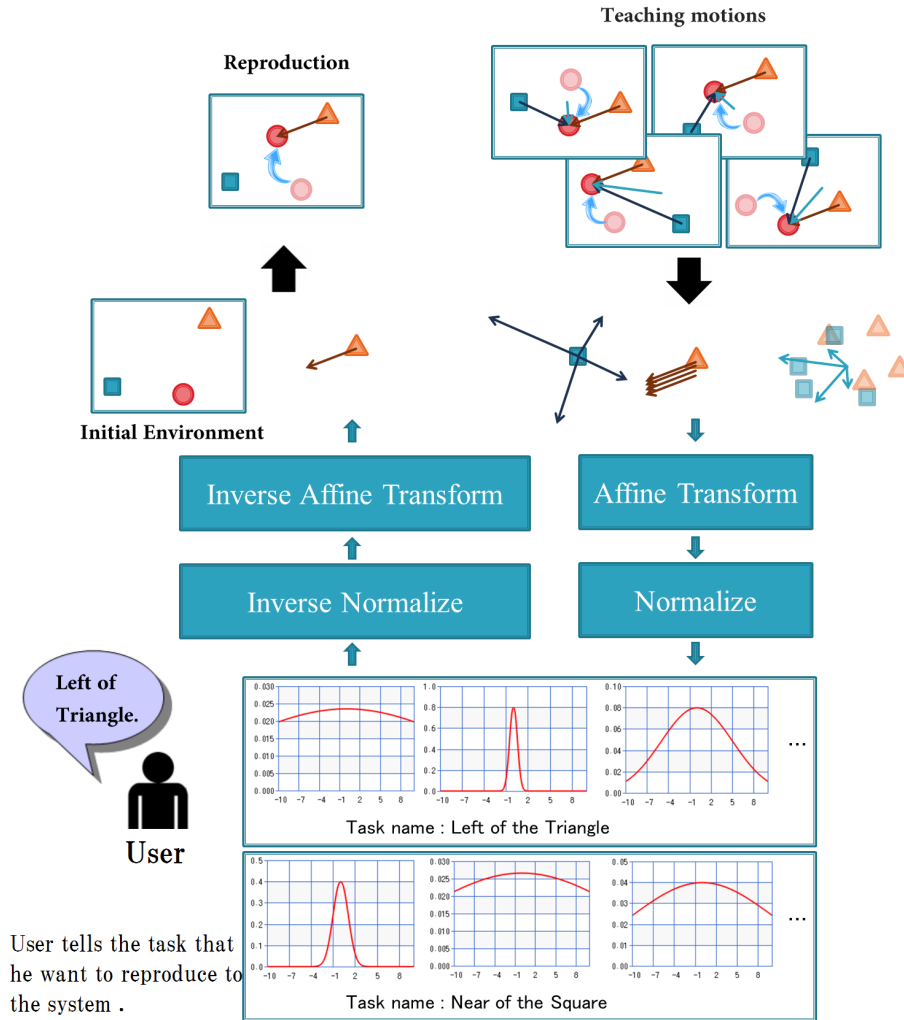 Teaching motions
Reproduction
Initial Environment
Inverse Affine Transform
Affine Transform
Inverse Normalize
Normalize
Left of
Triangle.
User
0.030
0.025
0.020
0.015
0.010
0.005
0.000
-10 -7 -4 -1 2 5 8
1.0
0.8
0.6
0.4
0.2
0.0
-10 -7 -4 -1 2 5 8
0.10
0.08
0.06
0.04
0.02
0.00
-10 -7 -4 -1 2 5 8
...
Task name : Left of the Triangle
0.5
0.4
0.3
0.2
0.1
0.0
-10 -7 -4 -1 2 5 8
0.030
0.025
0.020
0.015
0.010
0.005
0.000
-10 -7 -4 -1 2 5 8
0.05
0.04
0.03
0.02
0.01
0.00
-10 -7 -4 -1 2 5 8
...
Task name : Near of the Square
User tells the task that
he want to reproduce to
the system .